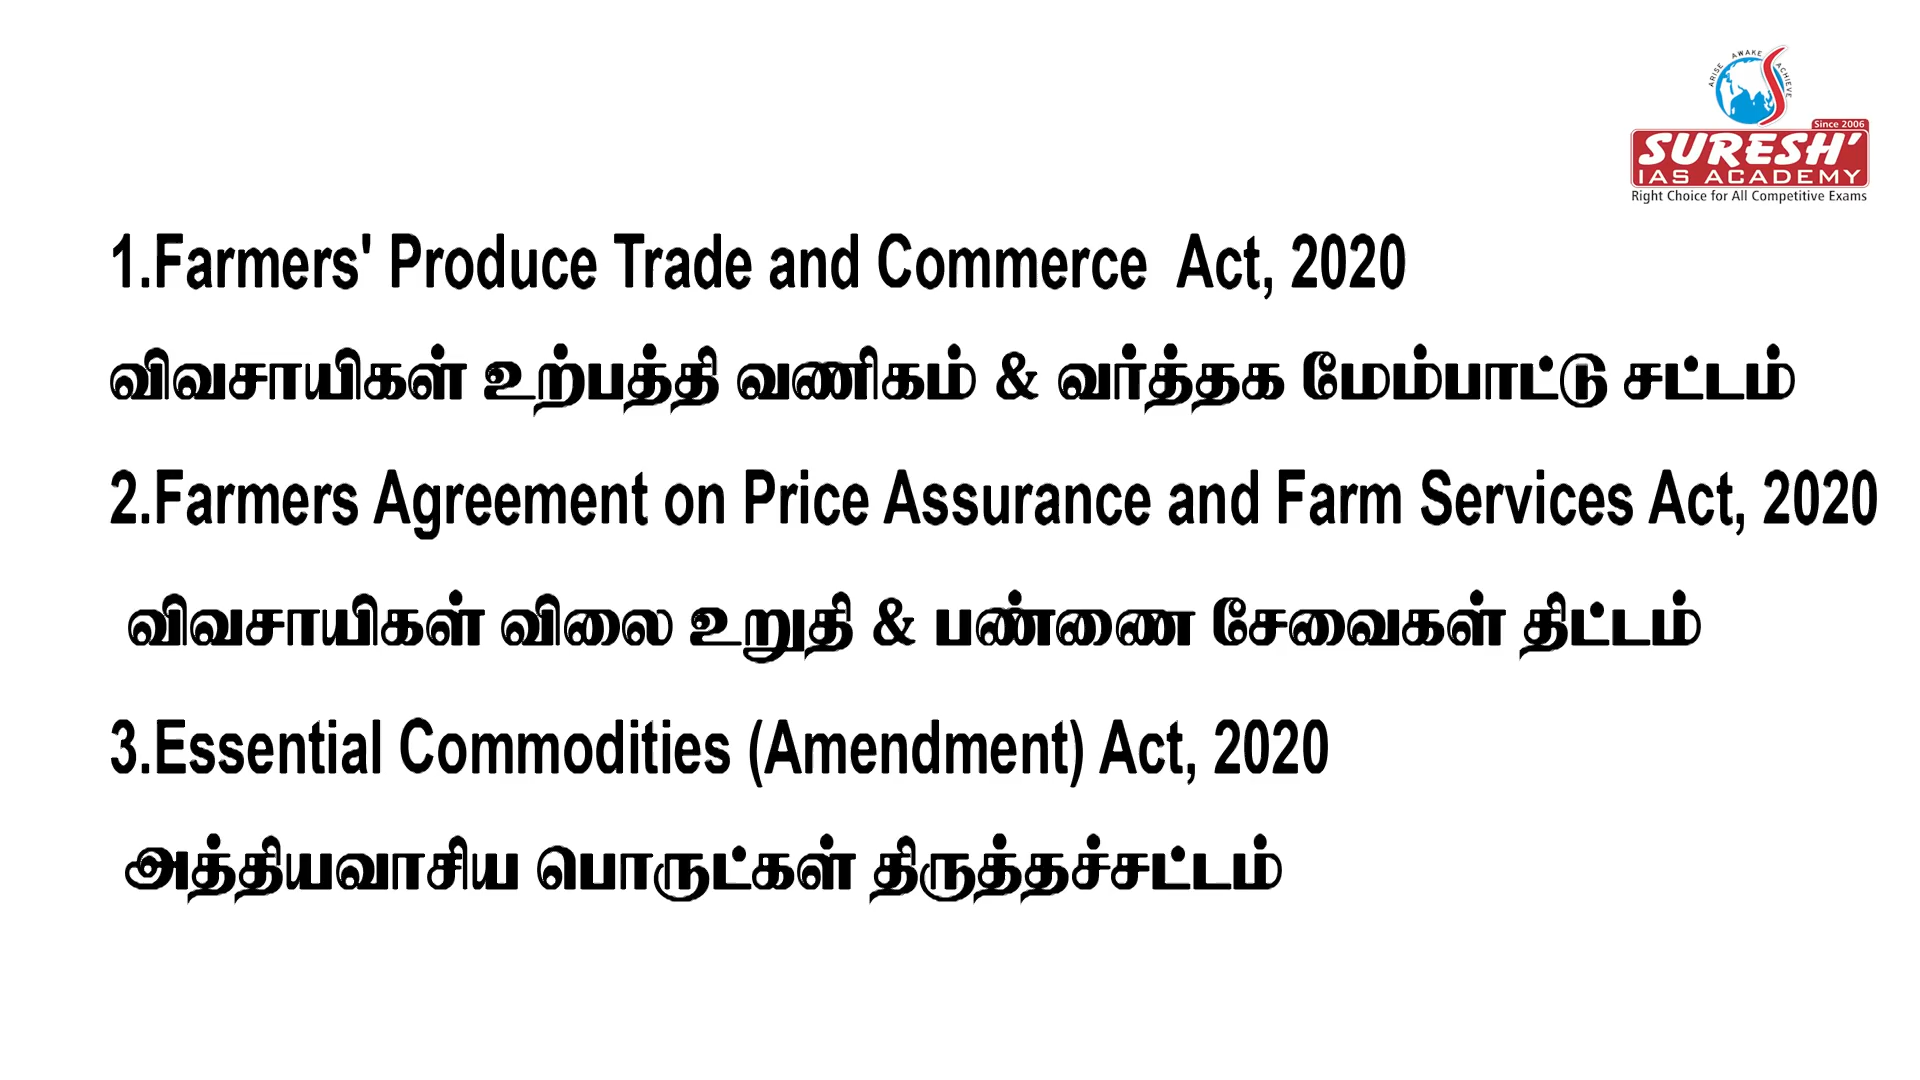 ARISE AWAKE ACHIEVE
Since 2006
SURESH'
IAS ACADEMY
Right Choice for All Competitive Exams
1.Farmers' Produce Trade and Commerce  Act, 2020
விவசாயிகள் உற்பத்தி வணிகம் & வர்த்தக மேம்பாட்டு சட்டம்
2.Farmers Agreement on Price Assurance and Farm Services Act, 2020
விவசாயிகள் விலை உறுதி & பண்ணை சேவைகள் திட்டம்
3.Essential Commodities (Amendment) Act, 2020
அத்தியவாசிய பொருட்கள் திருத்தச்சட்டம்